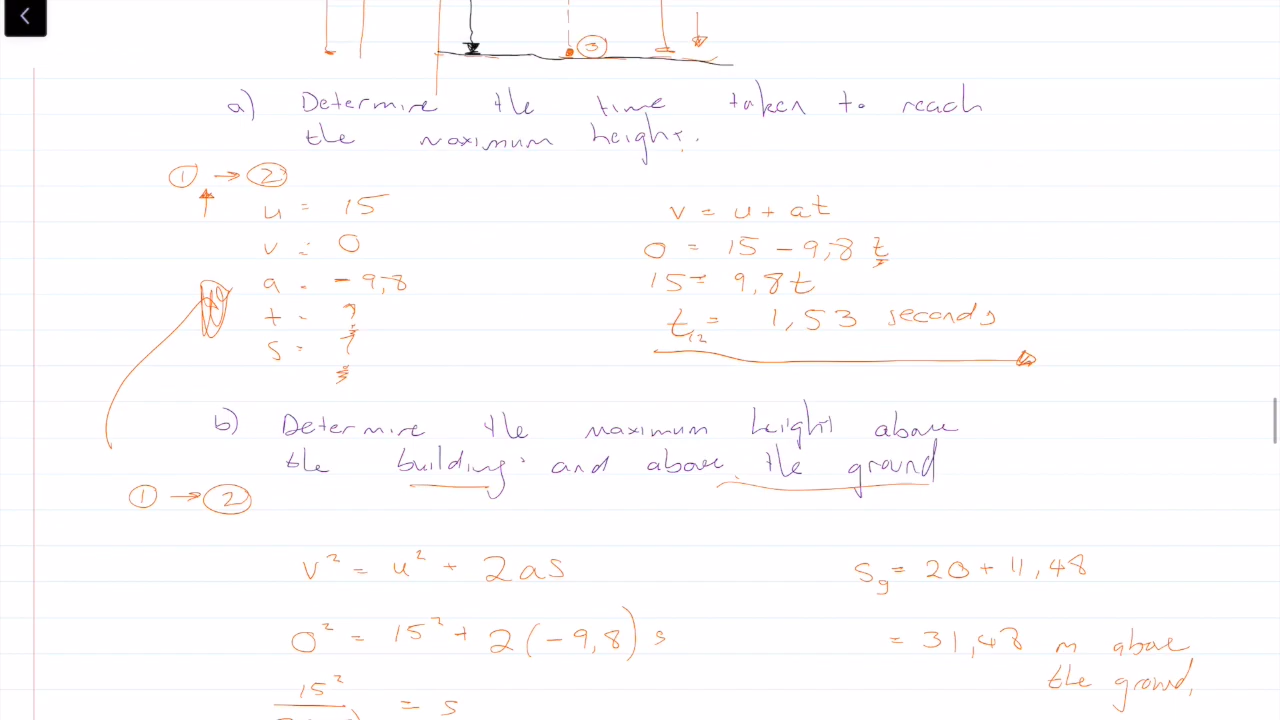 3
a) Determine the time taken to reach
the maximum height.
1 → 2
u = 15
v = 0
a = -9,8
t = ?
s = ?
v = u + at
0 = 15 - 9,8 t
15 = 9,8t
t12 = 1,53 seconds
b) Determine the maximum height above
the building and above the ground
1 → 2
v² = u² + 2as
0² = 15² + 2(-9,8) s
15²
= s
sg = 20 + 11,48
= 31,48 m above
the ground,